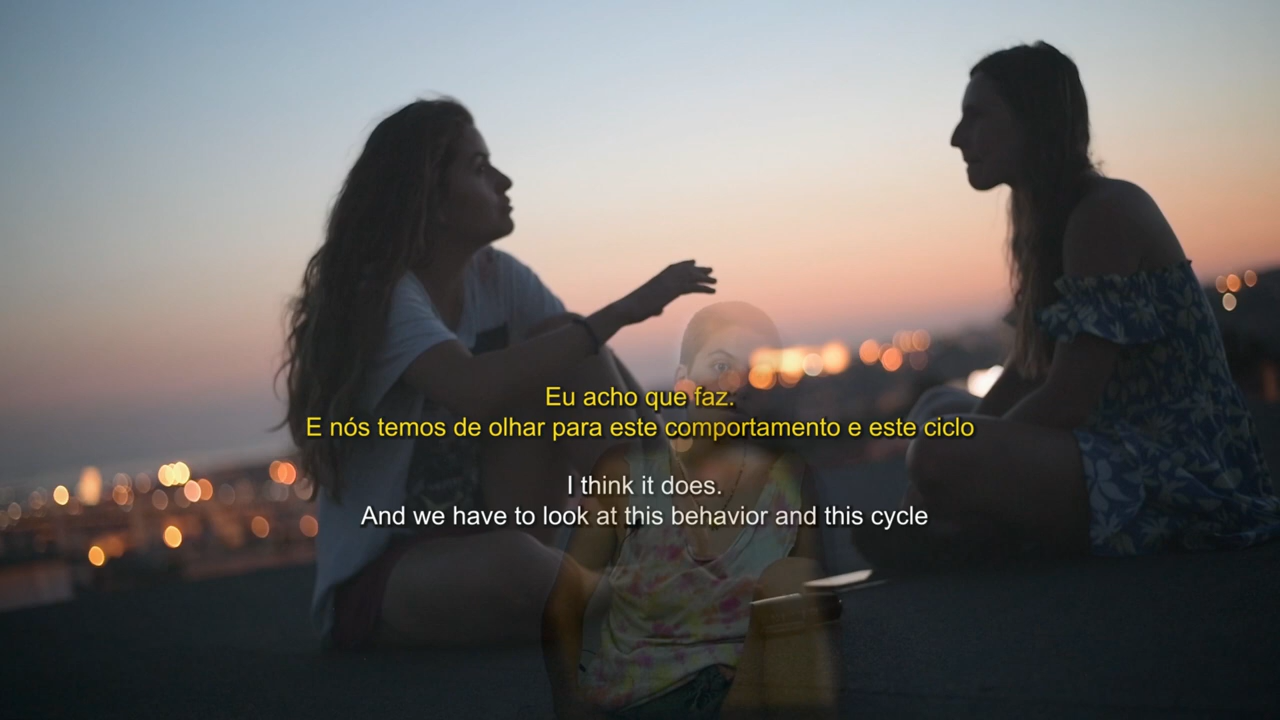 Eu acho que faz.
E nós temos de olhar para este comportamento e este ciclo
I think it does.
And we have to look at this behavior and this cycle